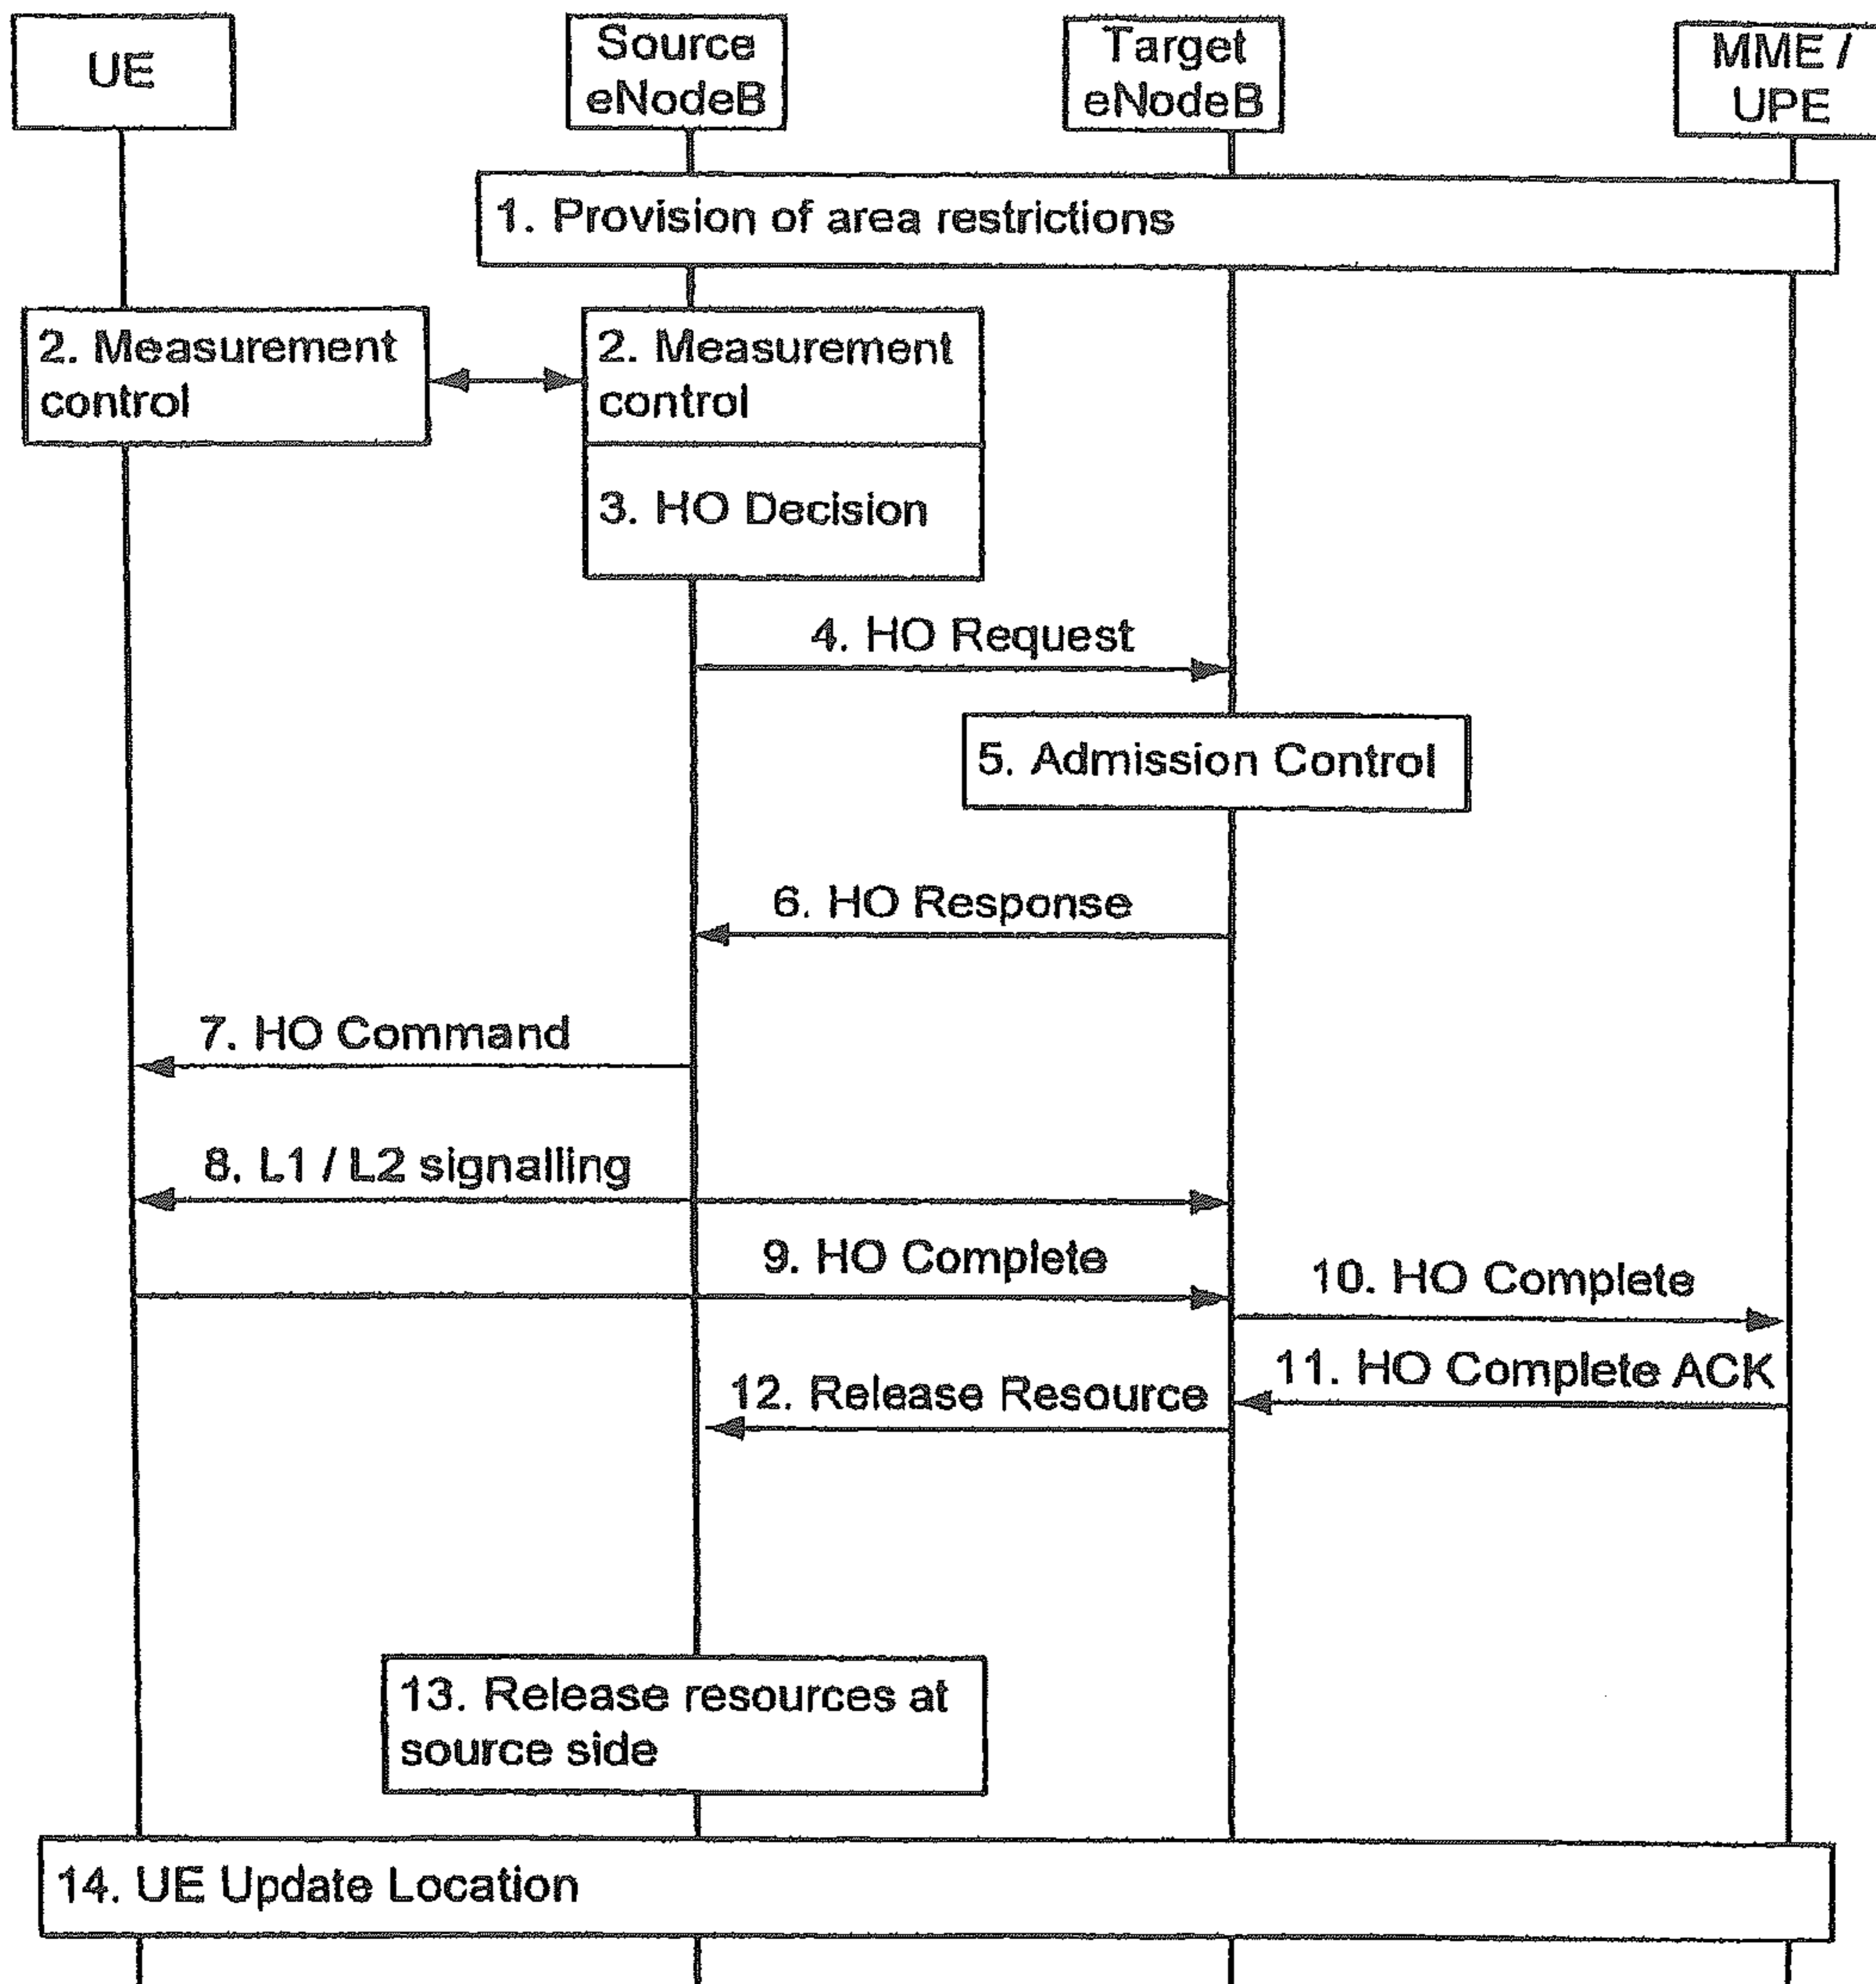 UE
Source
eNodeB
Target
eNodeB
MME /
UPE
1. Provision of area restrictions
2. Measurement
control
2. Measurement
control
3. HO Decision
4. HO Request
5. Admission Control
6. HO Response
7. HO Command
8. L1 / L2 signalling
9. HO Complete
10. HO Complete
11. HO Complete ACK
12. Release Resource
13. Release resources at
source side
14. UE Update Location